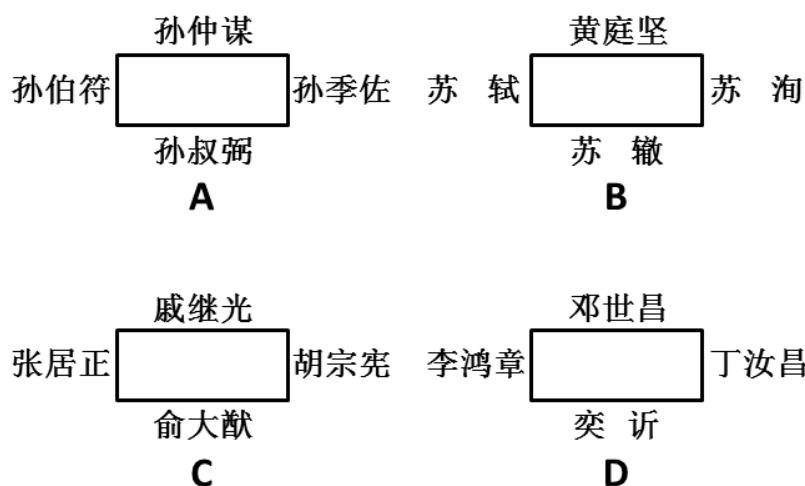 孙仲谋
孙伯符 孙季佐
孙叔弼
A
黄庭坚
苏 轼 苏 洵
苏 辙
B
戚继光
张居正 胡宗宪
俞大猷
C
邓世昌
李鸿章 丁汝昌
奕 䜣
D